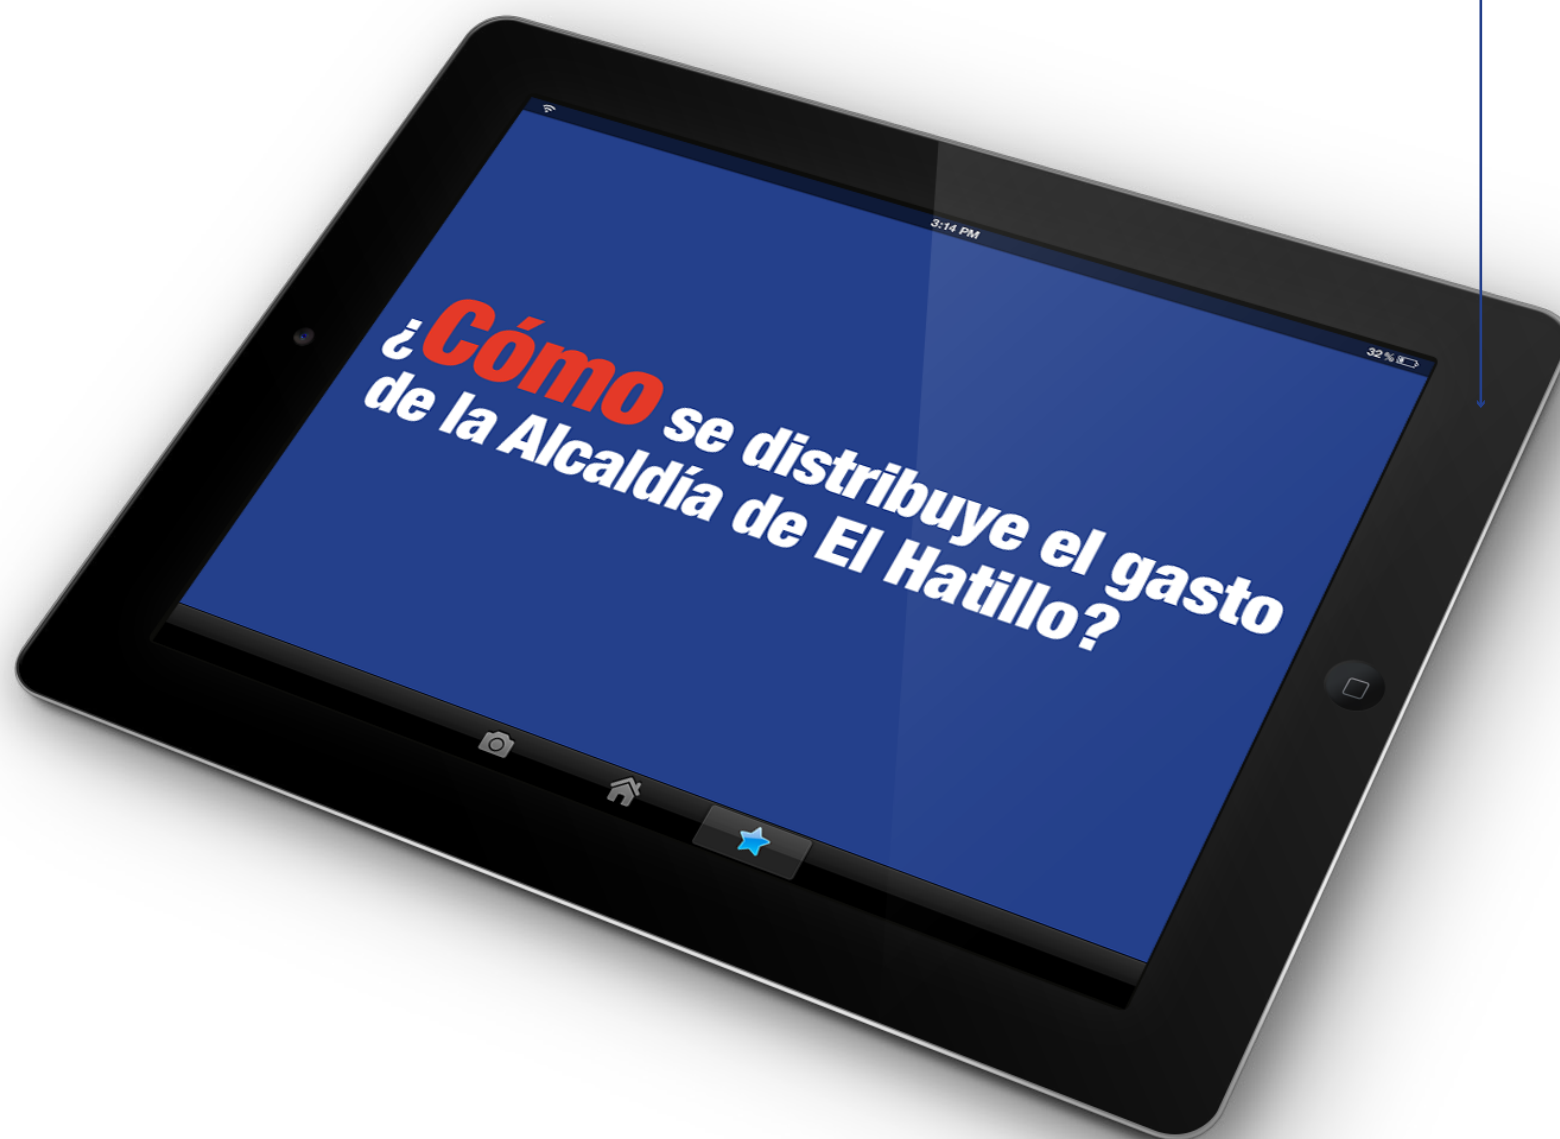 3:14 PM
32 %
¿Cómo se distribuye el gasto
de la Alcaldía de El Hatillo?